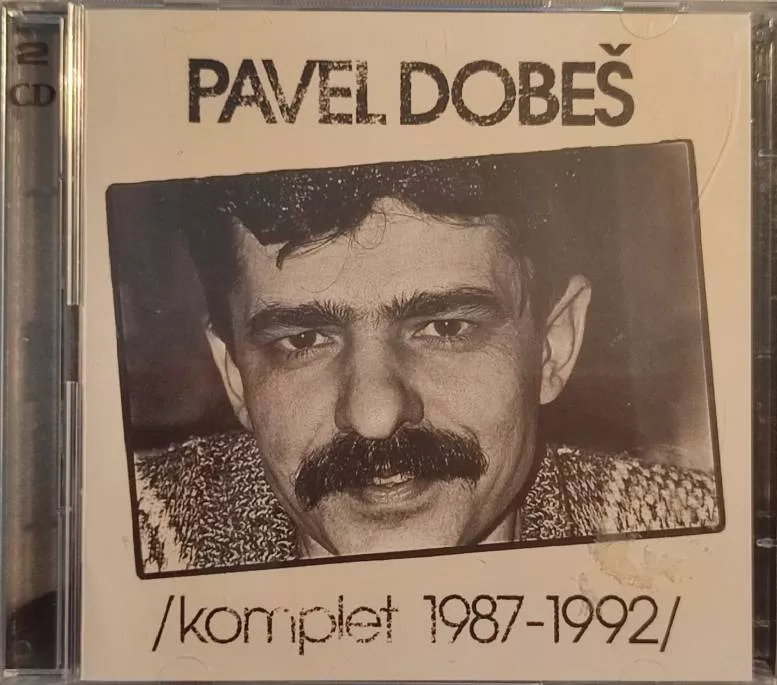 2
CD
PAVEL DOBEŠ
/komplet 1987-1992/